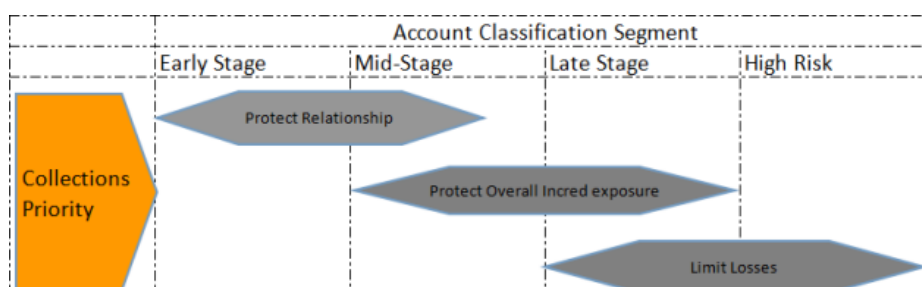 Account Classification Segment
Early Stage
Mid-Stage
Late Stage
High Risk
Protect Relationship
Collections
Priority
Protect Overall Incred exposure
Limit Losses